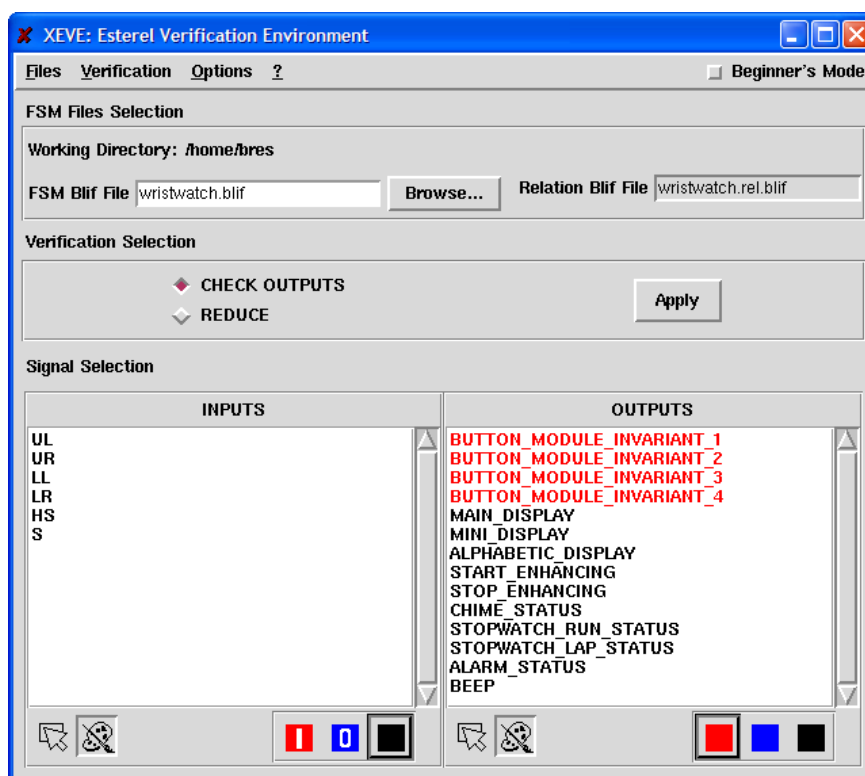 XEVE: Esterel Verification Environment
Files Verification Options ? Beginner's Mode
FSM Files Selection
Working Directory: /home/bres
FSM Blif File wristwatch.blif Browse... Relation Blif File wristwatch.rel.blif
Verification Selection
CHECK OUTPUTS
REDUCE
Apply
Signal Selection
INPUTS
UL
UR
LL
LR
HS
S
I 0
OUTPUTS
BUTTON_MODULE_INVARIANT_1
BUTTON_MODULE_INVARIANT_2
BUTTON_MODULE_INVARIANT_3
BUTTON_MODULE_INVARIANT_4
MAIN_DISPLAY
MINI_DISPLAY
ALPHABETIC_DISPLAY
START_ENHANCING
STOP_ENHANCING
CHIME_STATUS
STOPWATCH_RUN_STATUS
STOPWATCH_LAP_STATUS
ALARM_STATUS
BEEP